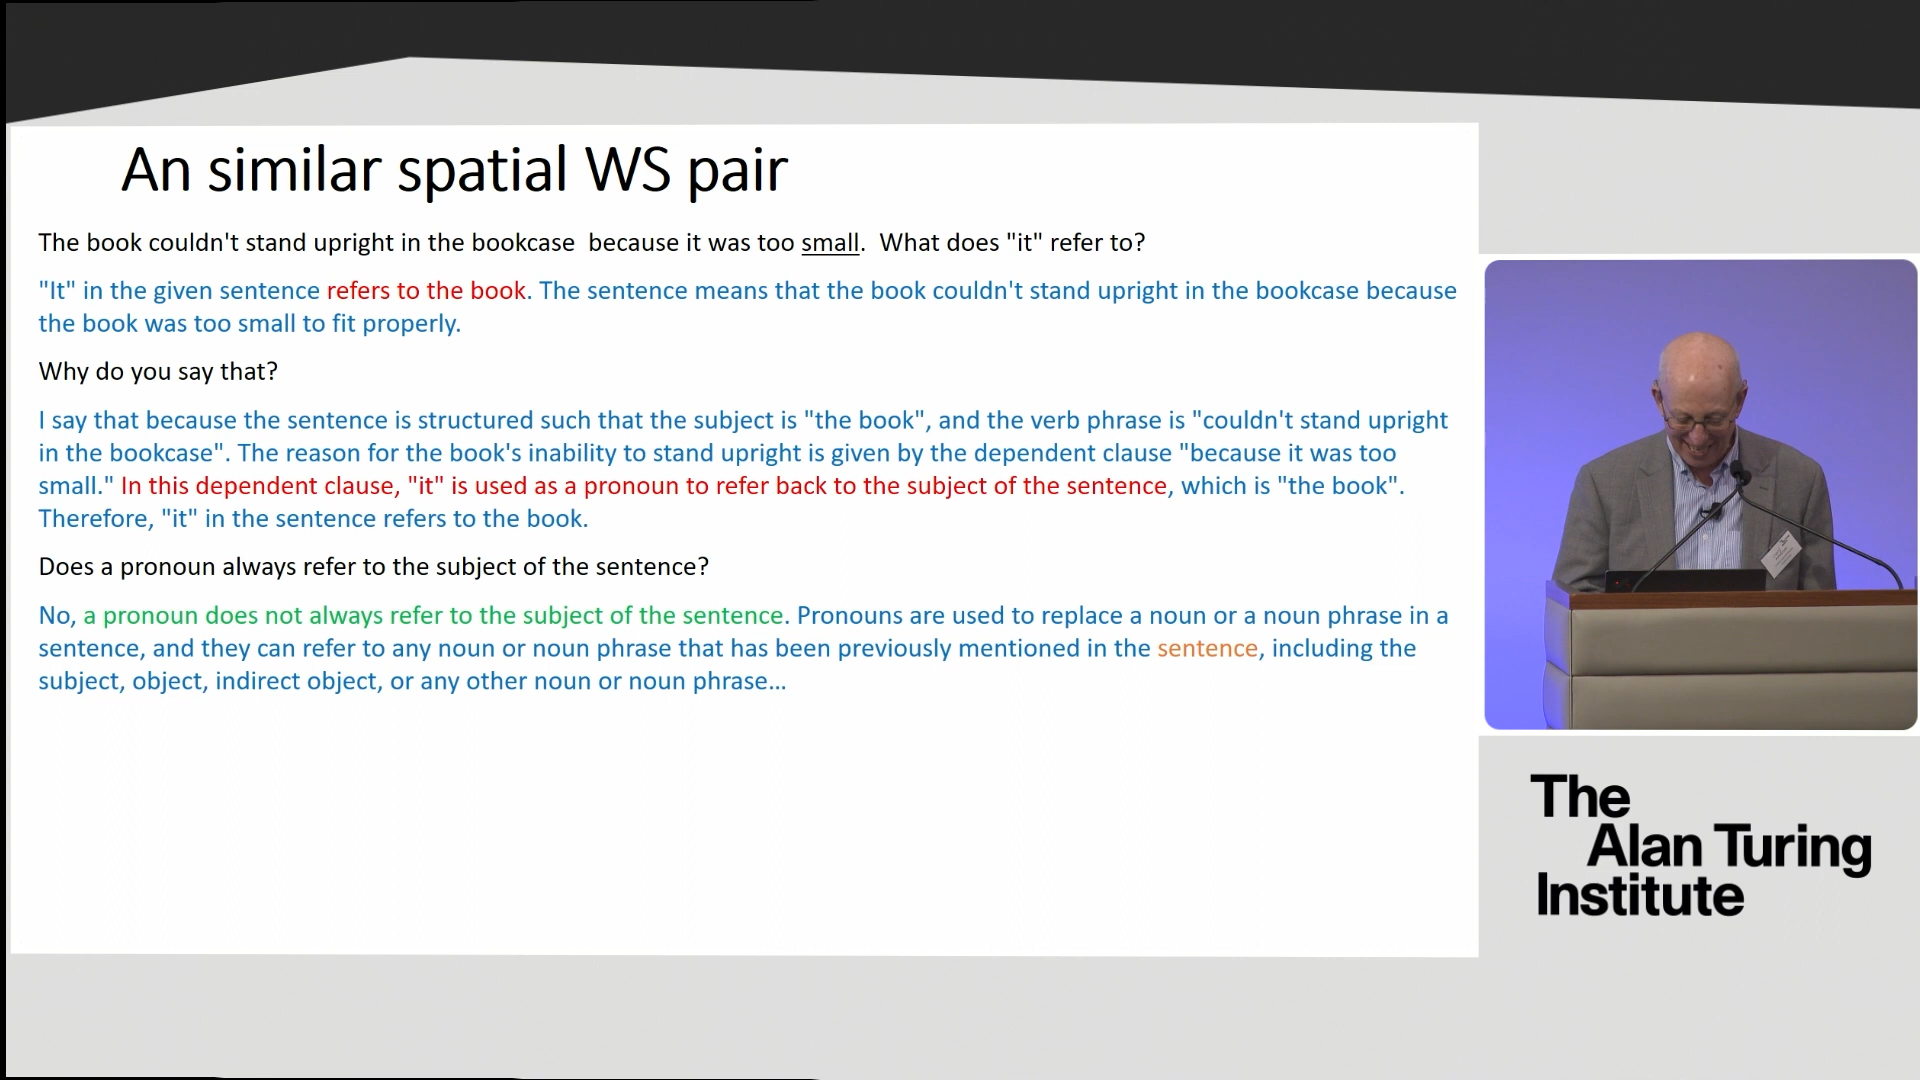 An similar spatial WS pair
The book couldn't stand upright in the bookcase  because it was too small.  What does "it" refer to?
"It" in the given sentence refers to the book. The sentence means that the book couldn't stand upright in the bookcase because
the book was too small to fit properly.
Why do you say that?
I say that because the sentence is structured such that the subject is "the book", and the verb phrase is "couldn't stand upright
in the bookcase". The reason for the book's inability to stand upright is given by the dependent clause "because it was too
small." In this dependent clause, "it" is used as a pronoun to refer back to the subject of the sentence, which is "the book".
Therefore, "it" in the sentence refers to the book.
Does a pronoun always refer to the subject of the sentence?
No, a pronoun does not always refer to the subject of the sentence. Pronouns are used to replace a noun or a noun phrase in a
sentence, and they can refer to any noun or noun phrase that has been previously mentioned in the sentence, including the
subject, object, indirect object, or any other noun or noun phrase...
The
Alan Turing
Institute